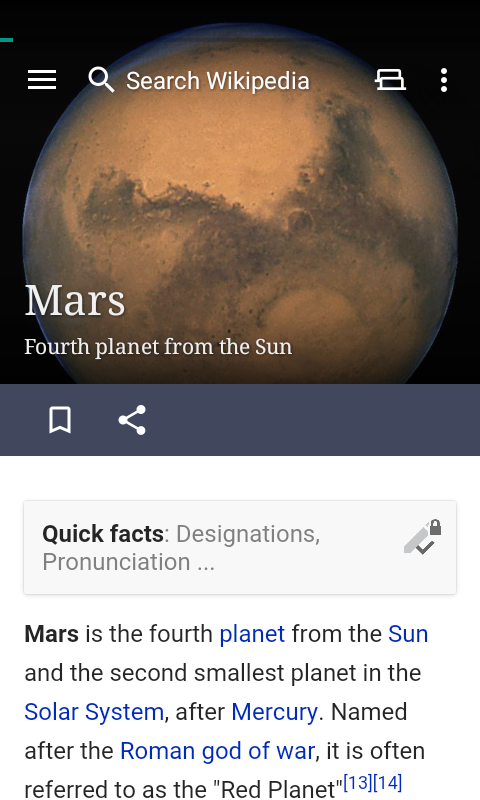 Search Wikipedia
Mars
Fourth planet from the Sun
Quick facts: Designations,
Pronunciation ...
Mars is the fourth planet from the Sun
and the second smallest planet in the
Solar System, after Mercury. Named
after the Roman god of war, it is often
referred to as the "Red Planet"[13][14]